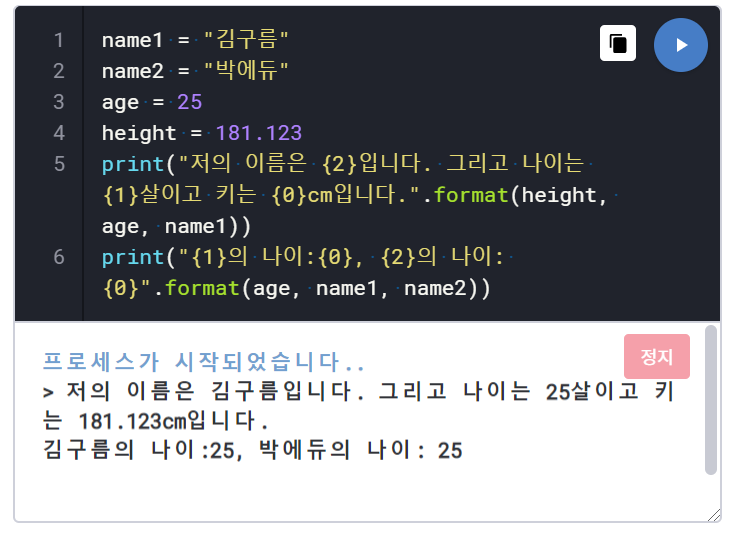 1 name1 = "김구름"
2 name2 = "박에듀"
3 age = 25
4 height = 181.123
5 print("저의 이름은 {2}입니다. 그리고 나이는
{1}살이고 키는 {0}cm입니다.".format(height,
age, name1))
6 print("{1}의 나이:{0}, {2}의 나이:
{0}".format(age, name1, name2))
프로세스가 시작되었습니다..
정지
> 저의 이름은 김구름입니다. 그리고 나이는 25살이고 키
는 181.123cm입니다.
김구름의 나이:25, 박에듀의 나이: 25